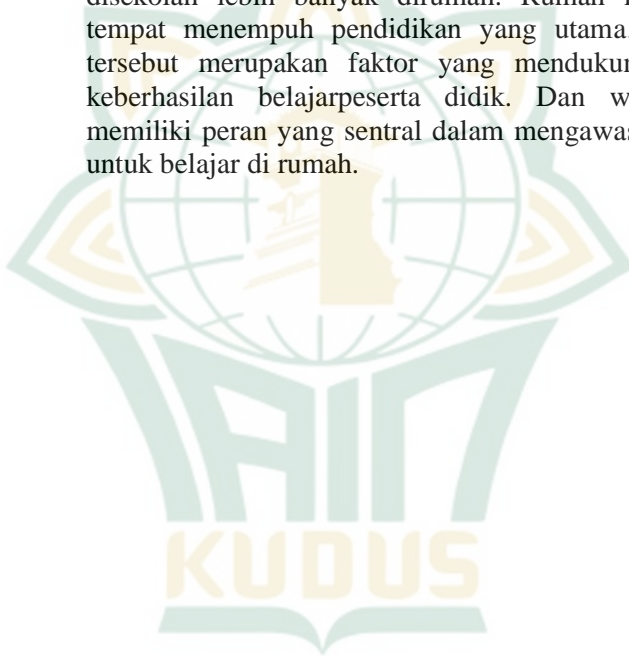 lebih banyak dirumah. Rumah
tempat menempuh pendidikan yang utama
tersebut merupakan faktor yang
keberhasilan belajarpeserta didik. Dan
memiliki peran yang sentral dalam
untuk belajar di rumah.
IAIN
KUDUS